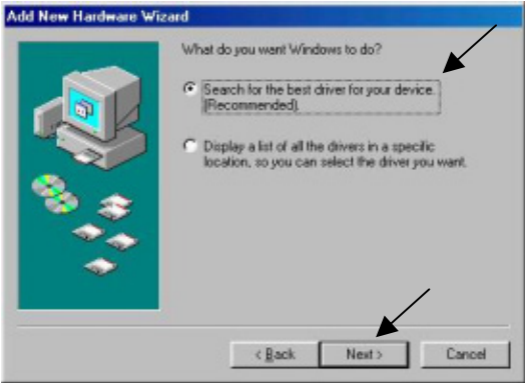 Add New Hardware Wizard
What do you want Windows to do?
Search for the best driver for your device.
(Recommended).
Display a list of all the drivers in a specific
location, so you can select the driver you want.
< Back
Next >
Cancel